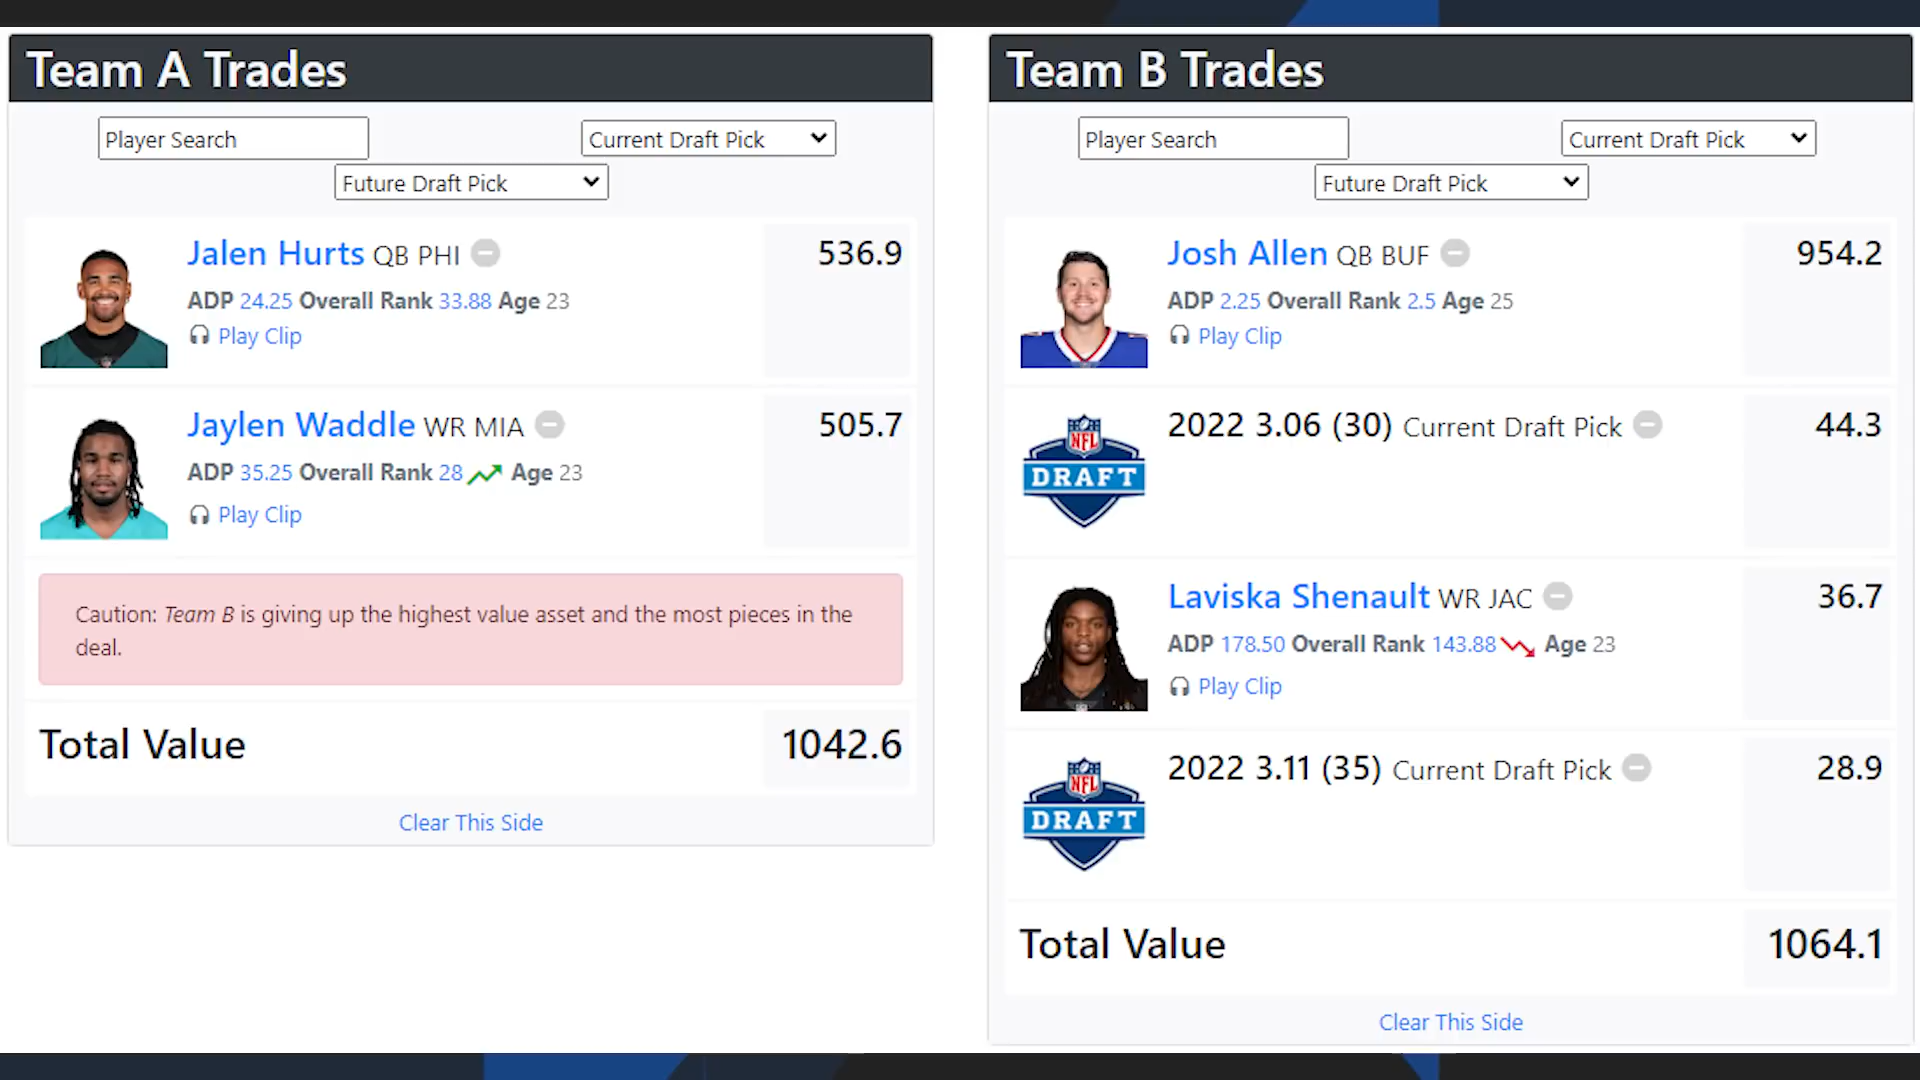 Team A Trades
Player Search
Current Draft Pick
Future Draft Pick
Jalen Hurts QB PHI
536.9
ADP 24.25 Overall Rank 33.88 Age 23
Play Clip
Jaylen Waddle WR MIA
505.7
ADP 35.25 Overall Rank 28 Age 23
Play Clip
Caution: Team B is giving up the highest value asset and the most pieces in the
deal.
Total Value
1042.6
Clear This Side
Team B Trades
Player Search
Current Draft Pick
Future Draft Pick
Josh Allen QB BUF
954.2
ADP 2.25 Overall Rank 2.5 Age 25
Play Clip
NFL
DRAFT
2022 3.06 (30) Current Draft Pick
44.3
Laviska Shenault WR JAC
36.7
ADP 178.50 Overall Rank 143.88 Age 23
Play Clip
NFL
DRAFT
2022 3.11 (35) Current Draft Pick
28.9
Total Value
1064.1
Clear This Side